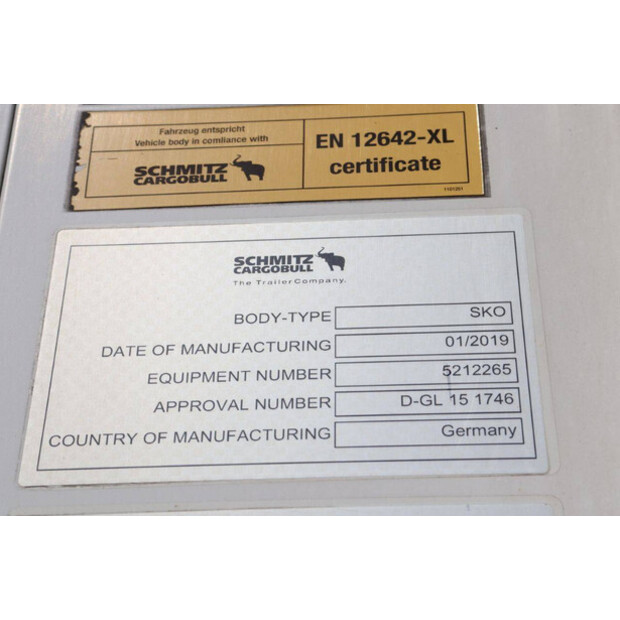 Fahrzeug entspricht
Vehicle body in comliance with
SCHMITZ
CARGOBULL
EN 12642-XL
certificate
1101251
SCHMITZ
CARGOBULL
The Trailer Company.
BODY-TYPE SKO
DATE OF MANUFACTURING 01/2019
EQUIPMENT NUMBER 5212265
APPROVAL NUMBER D-GL 15 1746
COUNTRY OF MANUFACTURING Germany